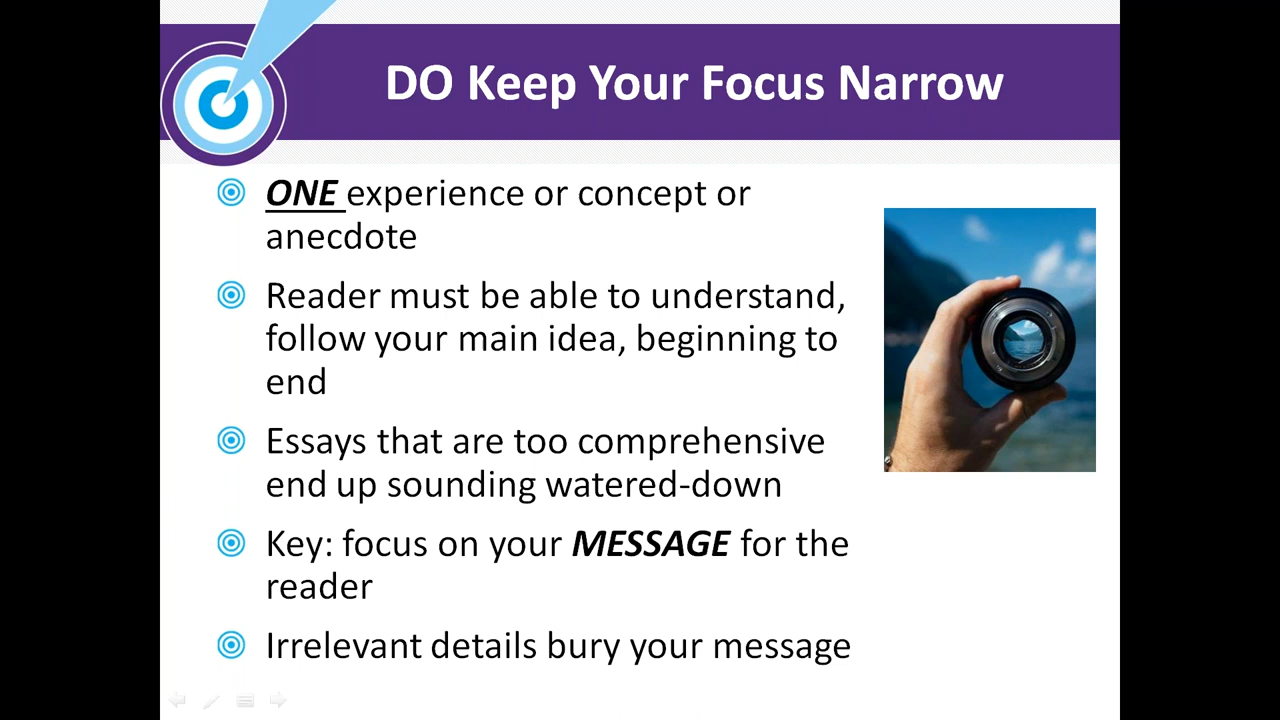 DO Keep Your Focus Narrow
ONE experience or concept or
anecdote
Reader must be able to understand,
follow your main idea, beginning to
end
Essays that are too comprehensive
end up sounding watered-down
Key: focus on your MESSAGE for the
reader
Irrelevant details bury your message